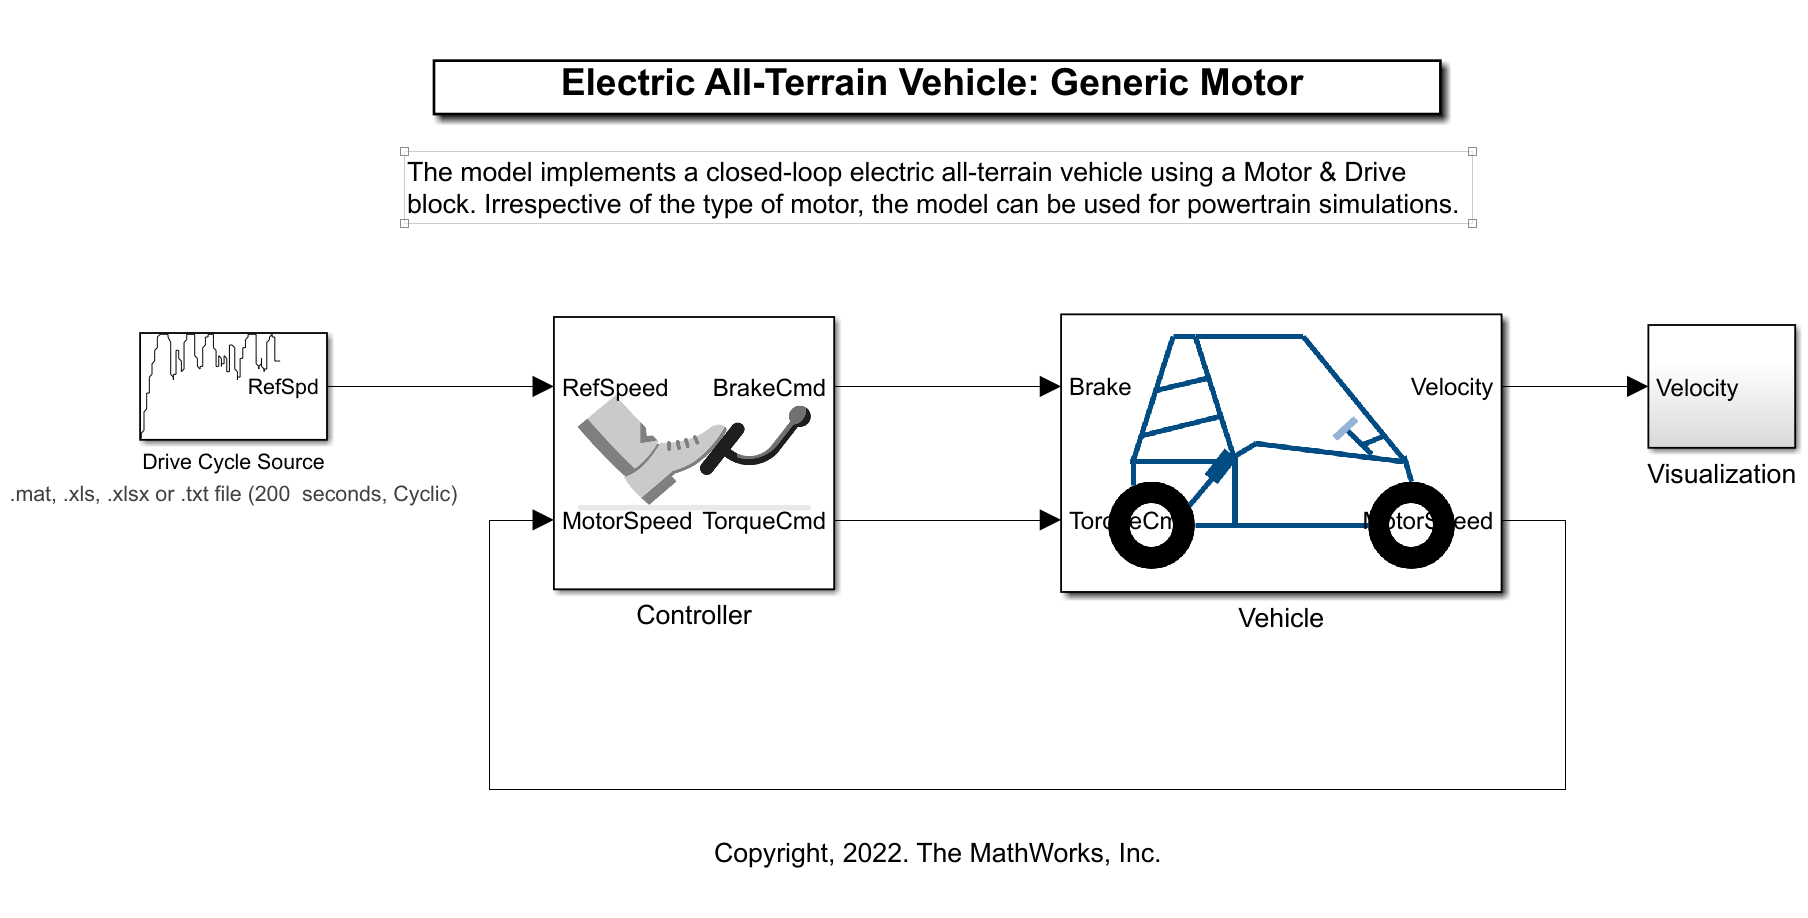 Electric All-Terrain Vehicle: Generic Motor
The model implements a closed-loop electric all-terrain vehicle using a Motor & Drive
block. Irrespective of the type of motor, the model can be used for powertrain simulations.
RefSpd
Drive Cycle Source
.mat, .xls, .xlsx or .txt file (200  seconds, Cyclic)
RefSpeed
BrakeCmd
MotorSpeed
TorqueCmd
Controller
Brake
Velocity
TorqueCmd
MotorSpeed
Vehicle
Velocity
Visualization
Copyright, 2022. The MathWorks, Inc.